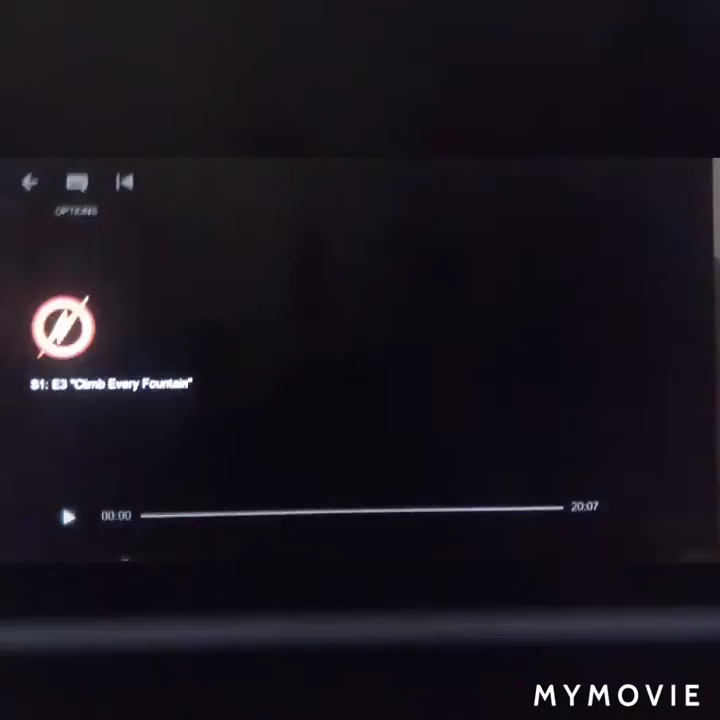 OPTIONS
S1: E3 "Climb Every Fountain"
00:00
20:07
MYMOVIE